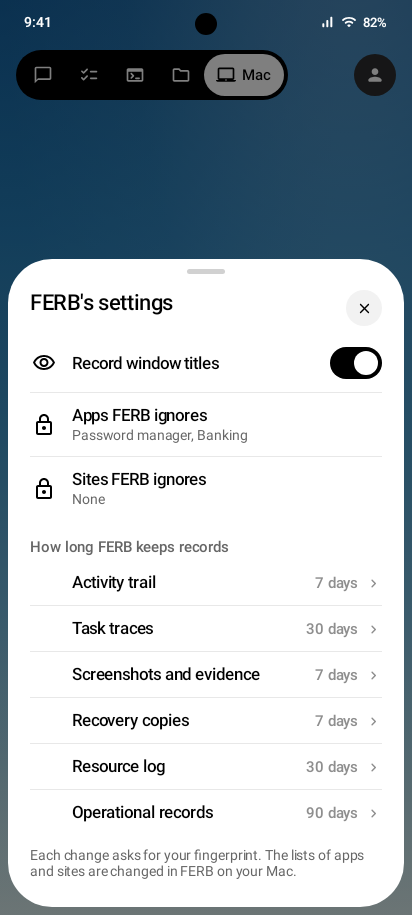 9:41
82%
Mac
FERB's settings
Record window titles
Apps FERB ignores
Password manager, Banking
Sites FERB ignores
None
How long FERB keeps records
Activity trail 7 days
Task traces 30 days
Screenshots and evidence 7 days
Recovery copies 7 days
Resource log 30 days
Operational records 90 days
Each change asks for your fingerprint. The lists of apps
and sites are changed in FERB on your Mac.